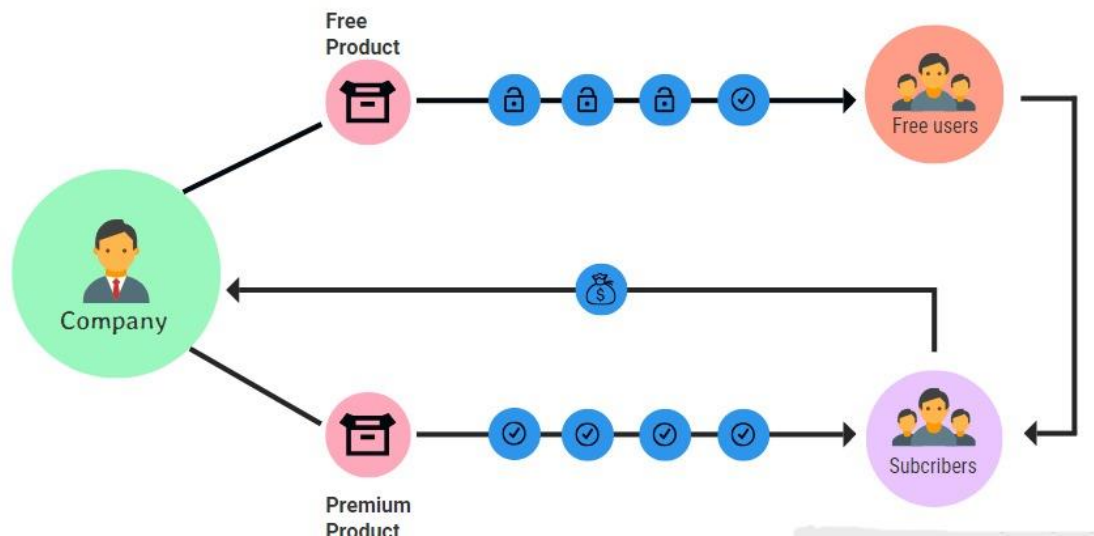 Free
Product
Free users
Company
$
Subcribers
Premium
Product